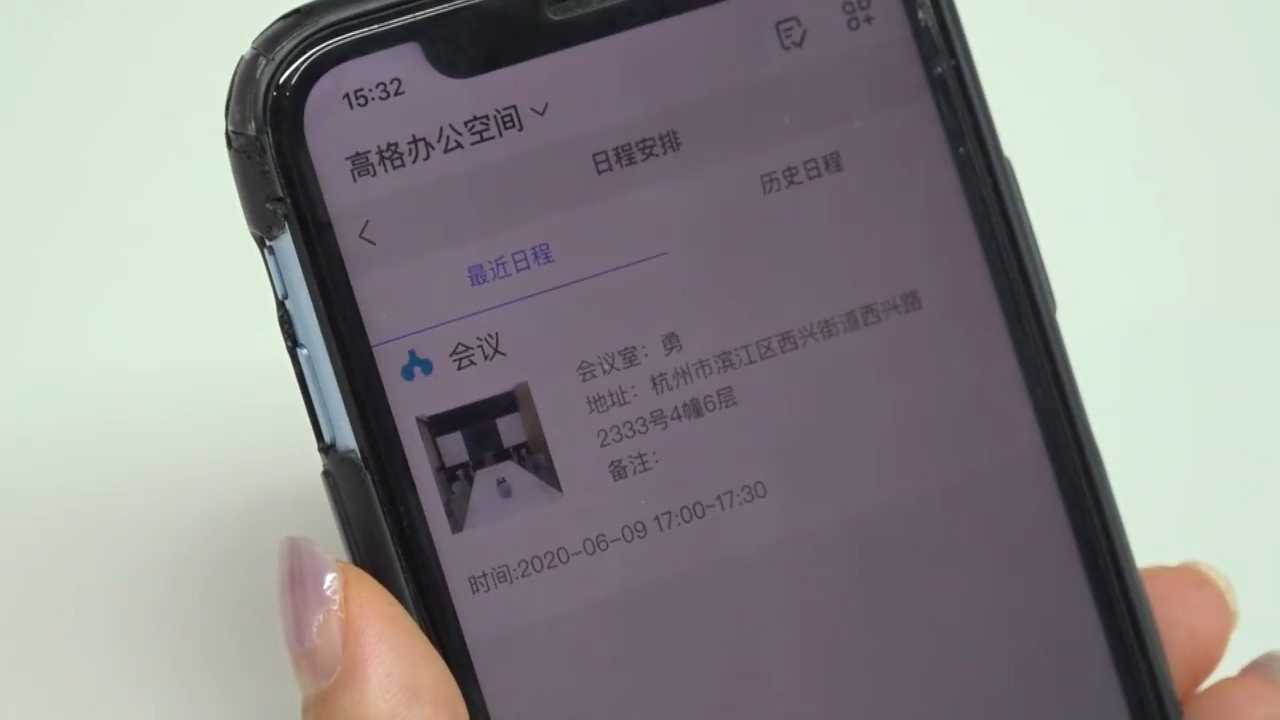 15:32
高格办公空间
日程安排
最近日程
历史日程
会议
会议室：勇
地址：杭州市滨江区西兴街道西兴路
2333号4幢6层
备注：
时间:2020-06-09 17:00~17:30